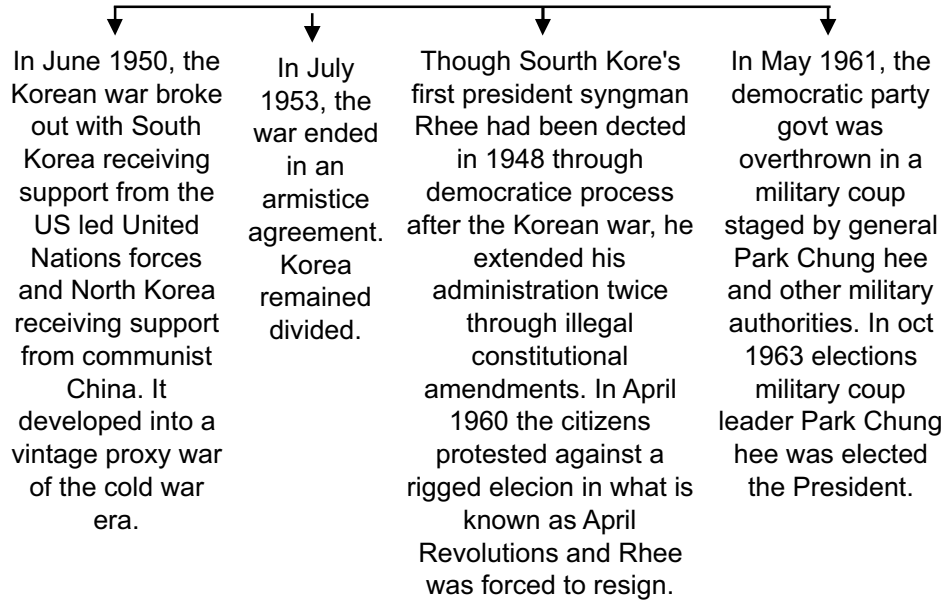 In June 1950, the
Korean war broke
out with South
Korea receiving
support from the
US led United
Nations forces
and North Korea
receiving support
from communist
China. It
developed into a
vintage proxy war
of the cold war
era.
In July
1953, the
war ended
in an
armistice
agreement.
Korea
remained
divided.
Though Sourth Kore's
first president syngman
Rhee had been dected
in 1948 through
democratice process
after the Korean war, he
extended his
administration twice
through illegal
constitutional
amendments. In April
1960 the citizens
protested against a
rigged elecion in what is
known as April
Revolutions and Rhee
was forced to resign.
In May 1961, the
democratic party
govt was
overthrown in a
military coup
staged by general
Park Chung hee
and other military
authorities. In oct
1963 elections
military coup
leader Park Chung
hee was elected
the President.